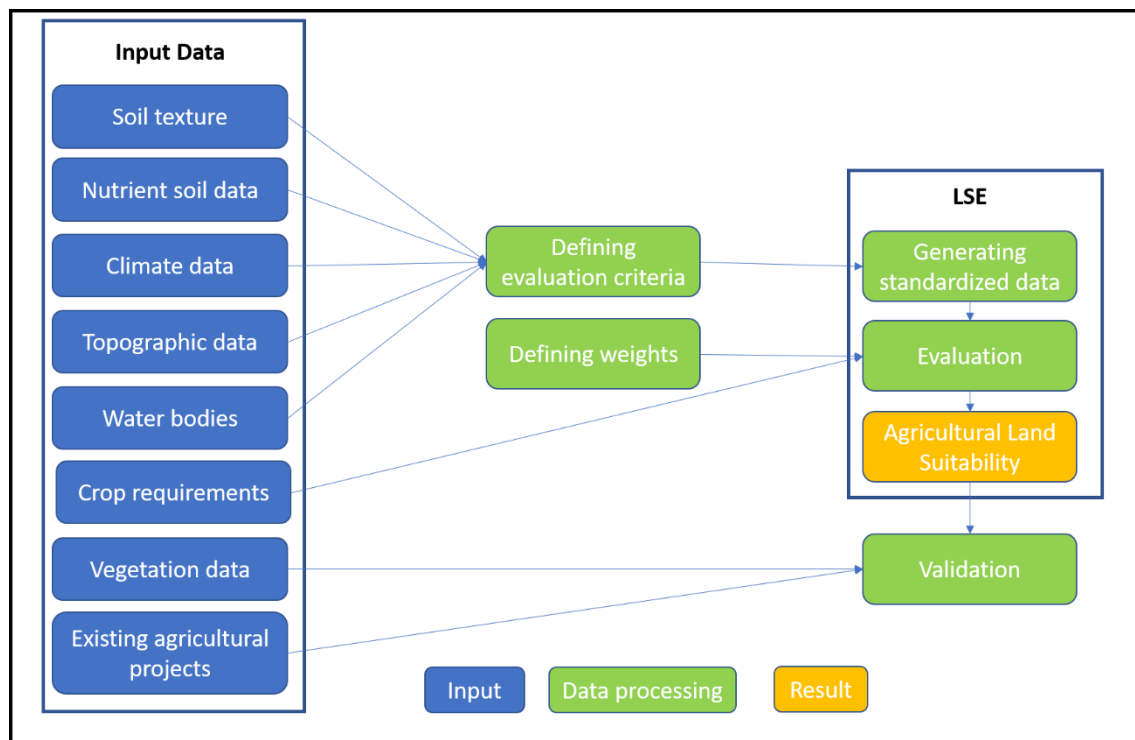 Input Data
Soil texture
Nutrient soil data
Climate data
Topographic data
Water bodies
Crop requirements
Vegetation data
Existing agricultural
projects
Defining
evaluation criteria
Defining weights
LSE
Generating
standardized data
Evaluation
Agricultural Land
Suitability
Validation
Input
Data processing
Result